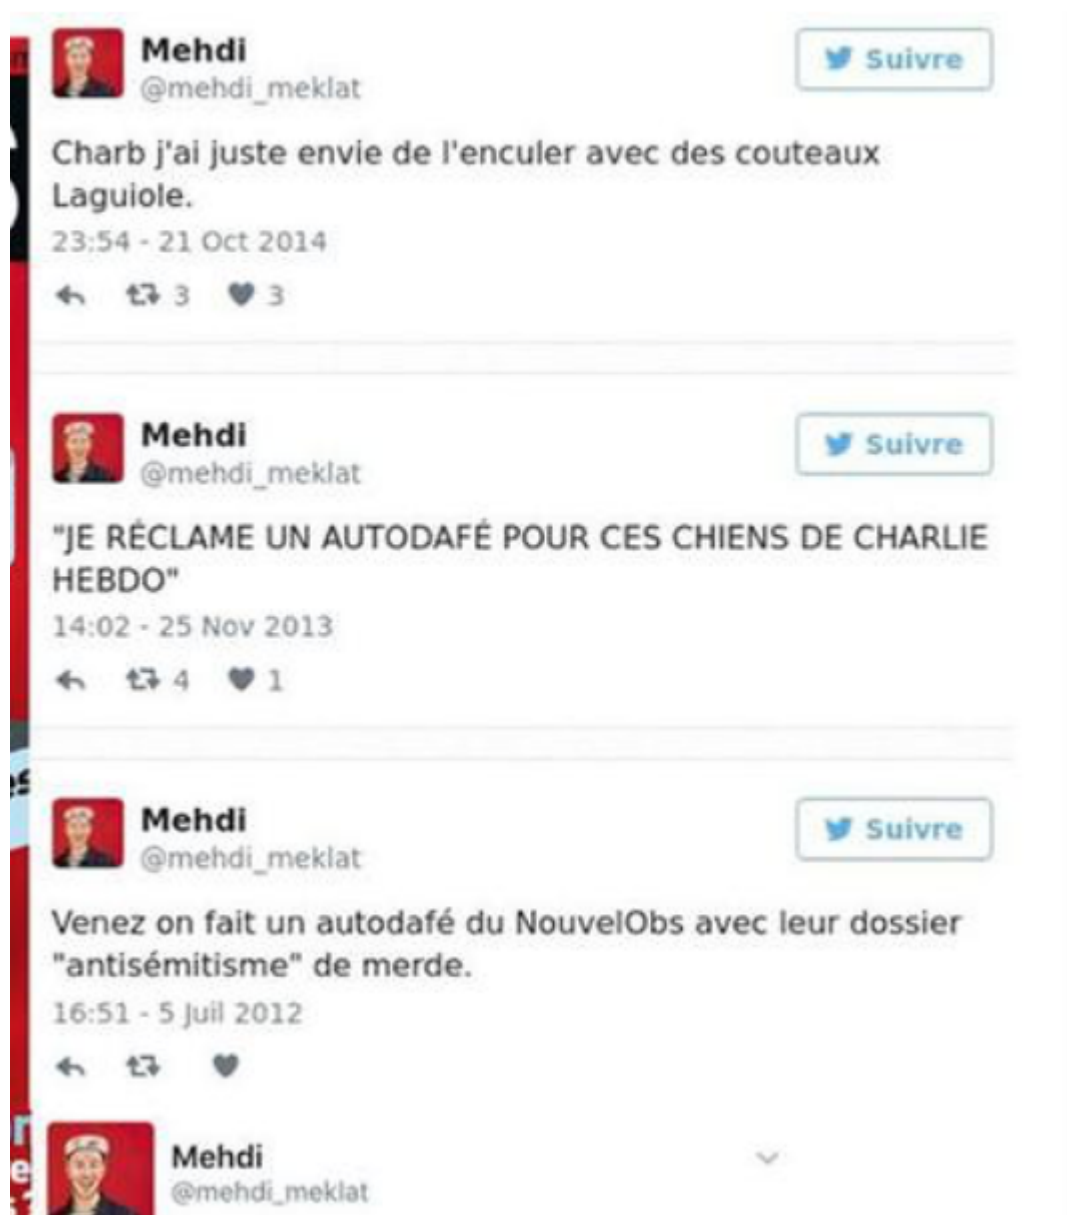 Mehdi
@mehdi_meklat
Suivre
Charb j'ai juste envie de l'enculer avec des couteaux
Laguiole.
23:54 - 21 Oct 2014
3 3
Mehdi
@mehdi_meklat
Suivre
"JE RÉCLAME UN AUTODAFÉ POUR CES CHIENS DE CHARLIE
HEBDO"
14:02 - 25 Nov 2013
4 1
Mehdi
@mehdi_meklat
Suivre
Venez on fait un autodafé du NouvelObs avec leur dossier
"antisémitisme" de merde.
16:51 - 5 Juil 2012
Mehdi
@mehdi_meklat